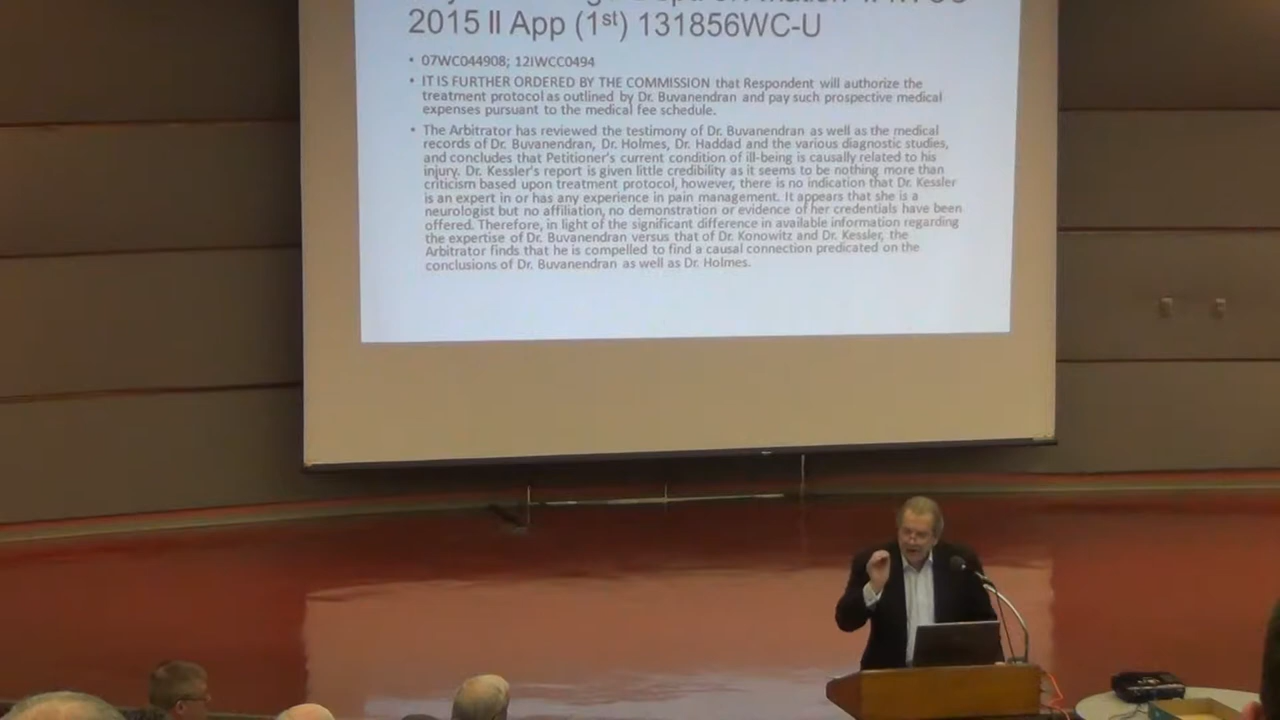 2015 Il App (1st) 131856WC-U
• 07WC044908; 12IWCC0494
• IT IS FURTHER ORDERED BY THE COMMISSION that Respondent will authorize the
treatment protocol as outlined by Dr. Buvanendran and pay such prospective medical
expenses pursuant to the medical fee schedule.
• The Arbitrator has reviewed the testimony of Dr. Buvanendran as well as the medical
records of Dr. Buvanendran, Dr. Holmes, Dr. Haddad and the various diagnostic studies,
and concludes that Petitioner's current condition of ill-being is causally related to his
injury. Dr. Kessler's report is given little credibility as it seems to be nothing more than
criticism based upon treatment protocol, however, there is no indication that Dr. Kessler
is an expert in or has any experience in pain management. It appears that she is a
neurologist but no affiliation, no demonstration or evidence of her credentials have been
offered. Therefore, in light of the significant difference in available information regarding
the expertise of Dr. Buvanendran versus that of Dr. Konowitz and Dr. Kessler, the
Arbitrator finds that he is compelled to find a causal connection predicated on the
conclusions of Dr. Buvanendran as well as Dr. Holmes.